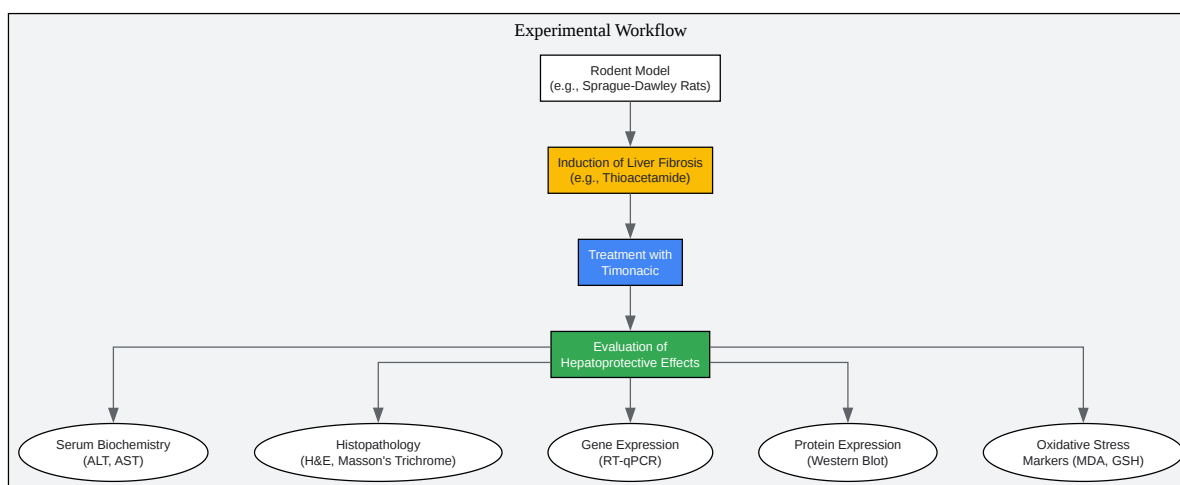 Experimental Workflow
Rodent Model
(e.g., Sprague-Dawley Rats)
Induction of Liver Fibrosis
(e.g., Thioacetamide)
Treatment with
Timonacic
Evaluation of
Hepatoprotective Effects
Serum Biochemistry
(ALT, AST)
Histopathology
(H&E, Masson's Trichrome)
Gene Expression
(RT-qPCR)
Protein Expression
(Western Blot)
Oxidative Stress
Markers (MDA, GSH)